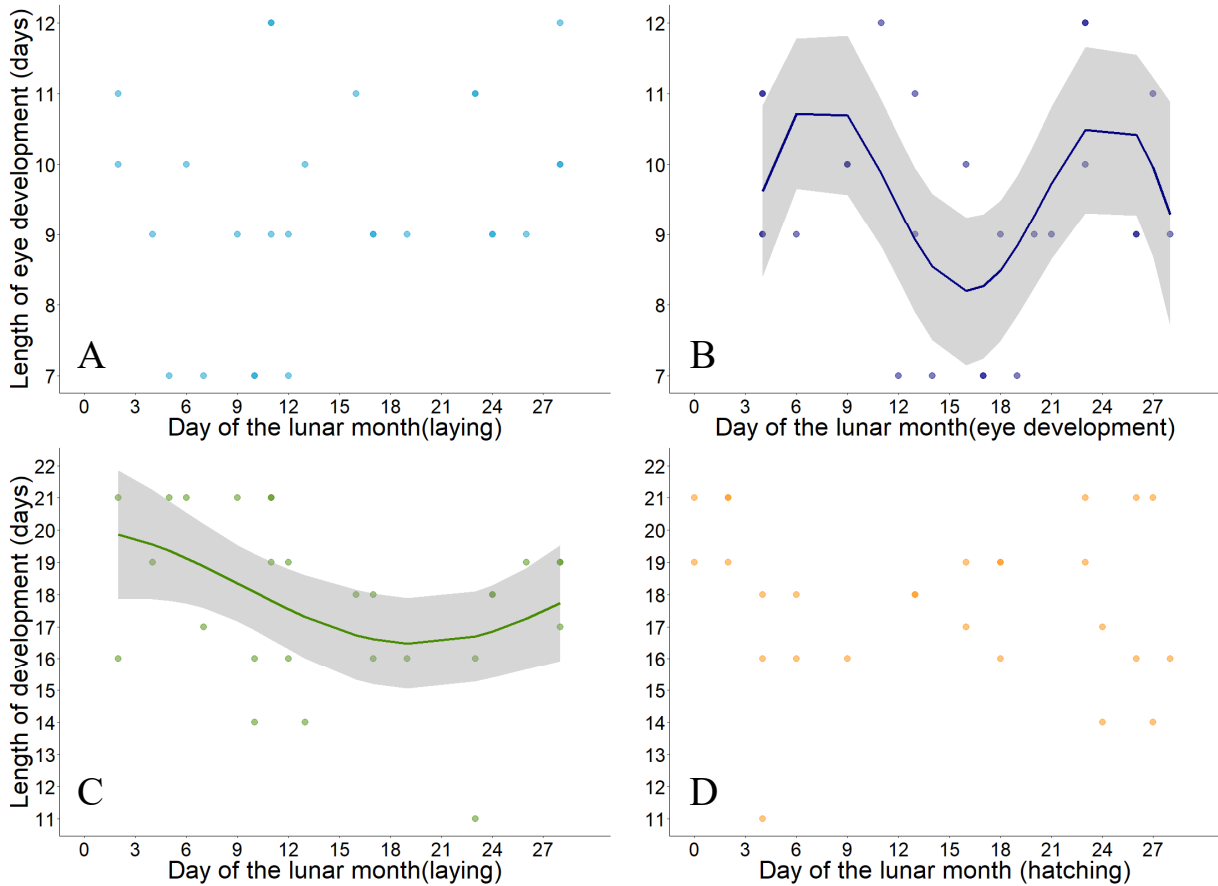 Length of eye development (days)
12
11
10
9
8
7
A
0 3 6 9 12 15 18 21 24 27
Day of the lunar month(laying)
12
11
10
9
8
7
B
0 3 6 9 12 15 18 21 24 27
Day of the lunar month(eye development)
Length of development (days)
22
21
20
19
18
17
16
15
14
13
12
11
C
0 3 6 9 12 15 18 21 24 27
Day of the lunar month(laying)
22
21
20
19
18
17
16
15
14
13
12
11
D
0 3 6 9 12 15 18 21 24 27
Day of the lunar month (hatching)